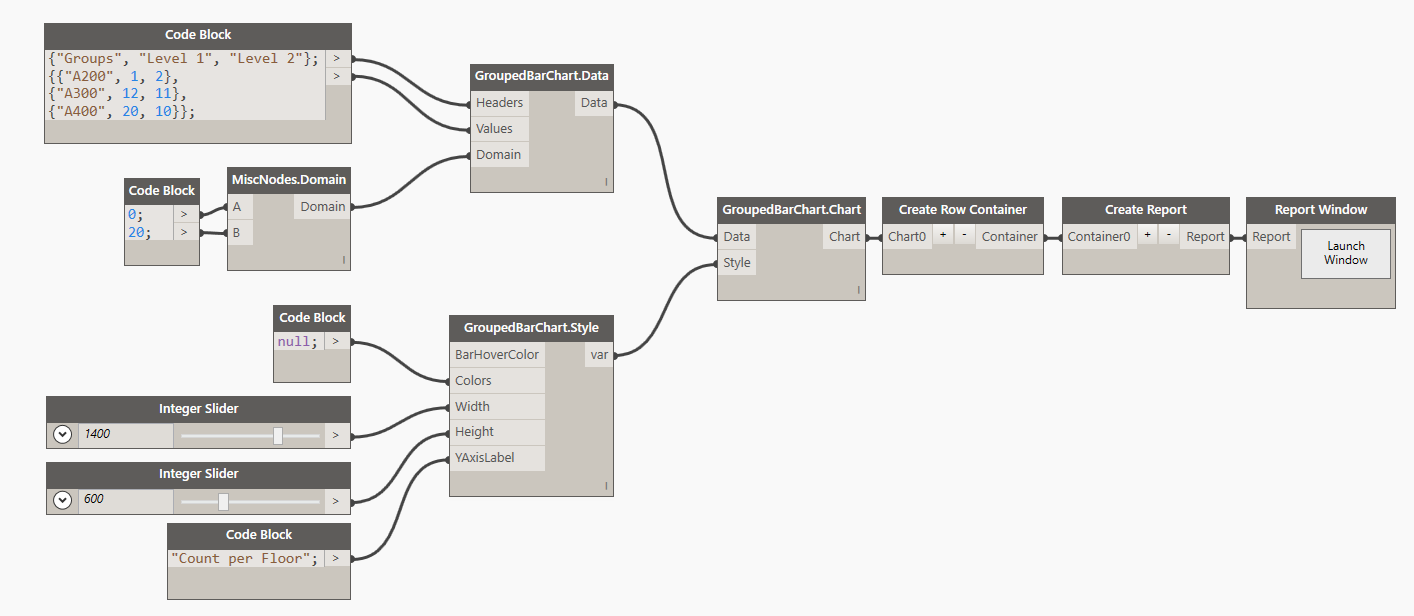 Code Block
{"Groups", "Level 1", "Level 2"}; >
{{"A200", 1, 2}, >
{"A300", 12, 11},
{"A400", 20, 10}};
GroupedBarChart.Data
Headers Data
Values
Domain
l
Code Block
0; >
20; >
MiscNodes.Domain
A Domain
B
l
GroupedBarChart.Chart
Data Chart
Style
l
Create Row Container
Chart0 + - Container
Create Report
Container0 + - Report
Report Window
Report
Launch
Window
Code Block
null; >
GroupedBarChart.Style
BarHoverColor var
Colors
Width
Height
YAxisLabel
l
Integer Slider
1400 >
Integer Slider
600 >
Code Block
"Count per Floor"; >